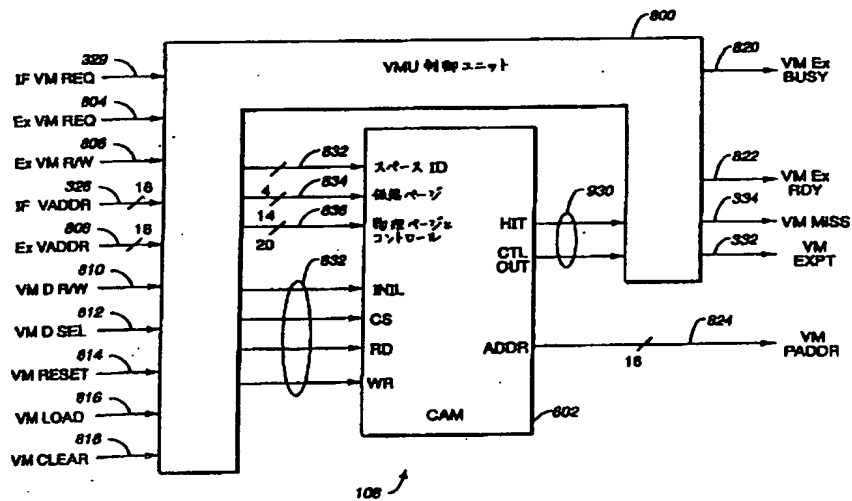 800
329
IF VM REQ
804
Ex VM REQ
806
Ex VM R/W
326
18
IF VADDR
808
18
Ex VADDR
810
VM D R/W
812
VM D SEL
814
VM RESET
816
VM LOAD
818
VM CLEAR
VMU 制御ユニット
832
スペース ID
4
834
仮想ページ
14
836
20
物理ページと
コントロール
832
INIL
CS
RD
WR
HIT
CTL
OUT
ADDR
CAM
930
802
820
VM Ex
BUSY
822
VM Ex
RDY
334
VM MISS
332
VM
EXPT
824
16
VM
PADDR
108